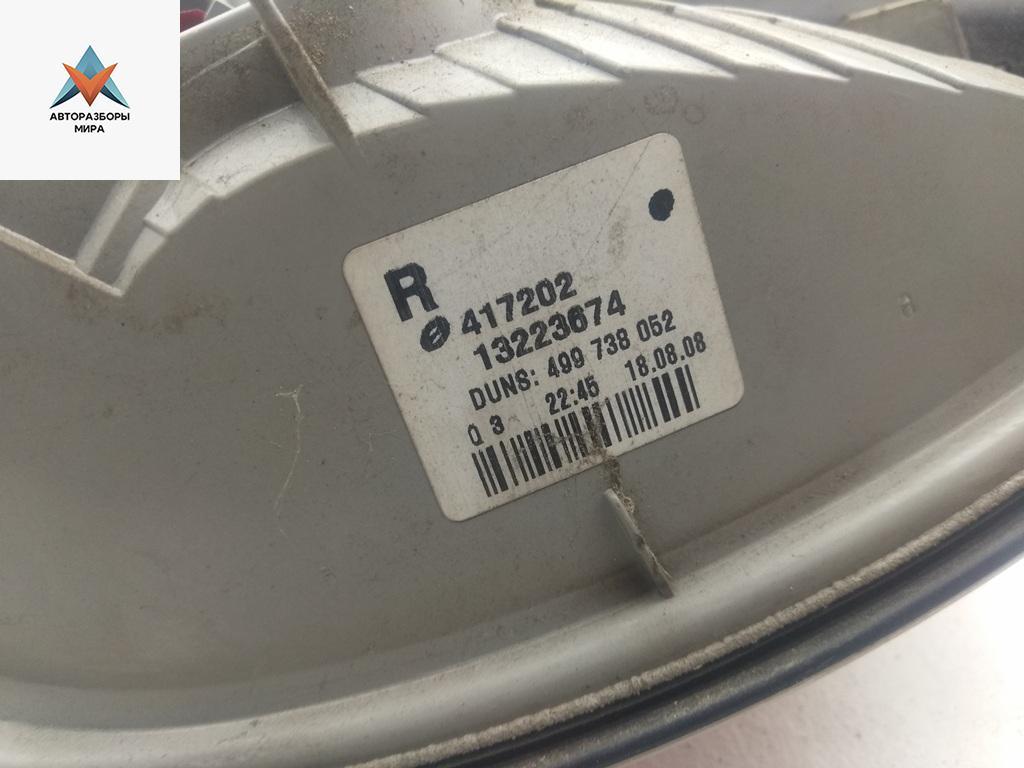 АВТОРАЗБОРЫ
МИРА
R
417202
13223674
DUNS: 499 738 052
Q 3 22:45 18.08.08